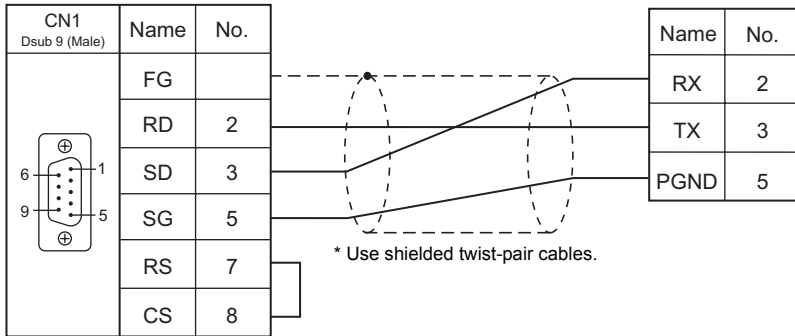 CN1
Dsub 9 (Male)
Name No.
FG
RD 2
SD 3
SG 5
RS 7
CS 8
6
1
9
5
Name No.
RX 2
TX 3
PGND 5
* Use shielded twist-pair cables.